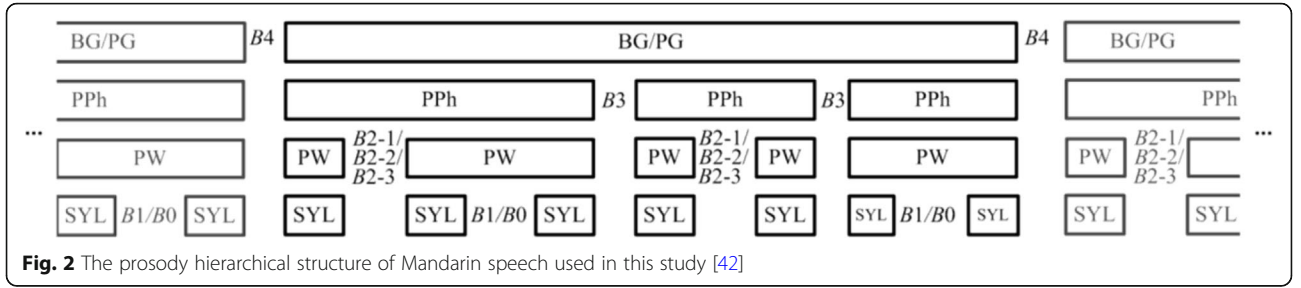 BG/PG B4 BG/PG B4 BG/PG
PPh PPh B3 PPh B3 PPh PPh
... PW PW B2-1/ B2-2/ B2-3 PW PW B2-1/ B2-2/ B2-3 PW PW PW B2-1/ B2-2/ B2-3 ...
SYL B1/B0 SYL SYL SYL B1/B0 SYL SYL SYL SYL B1/B0 SYL SYL SYL
Fig. 2 The prosody hierarchical structure of Mandarin speech used in this study [42]